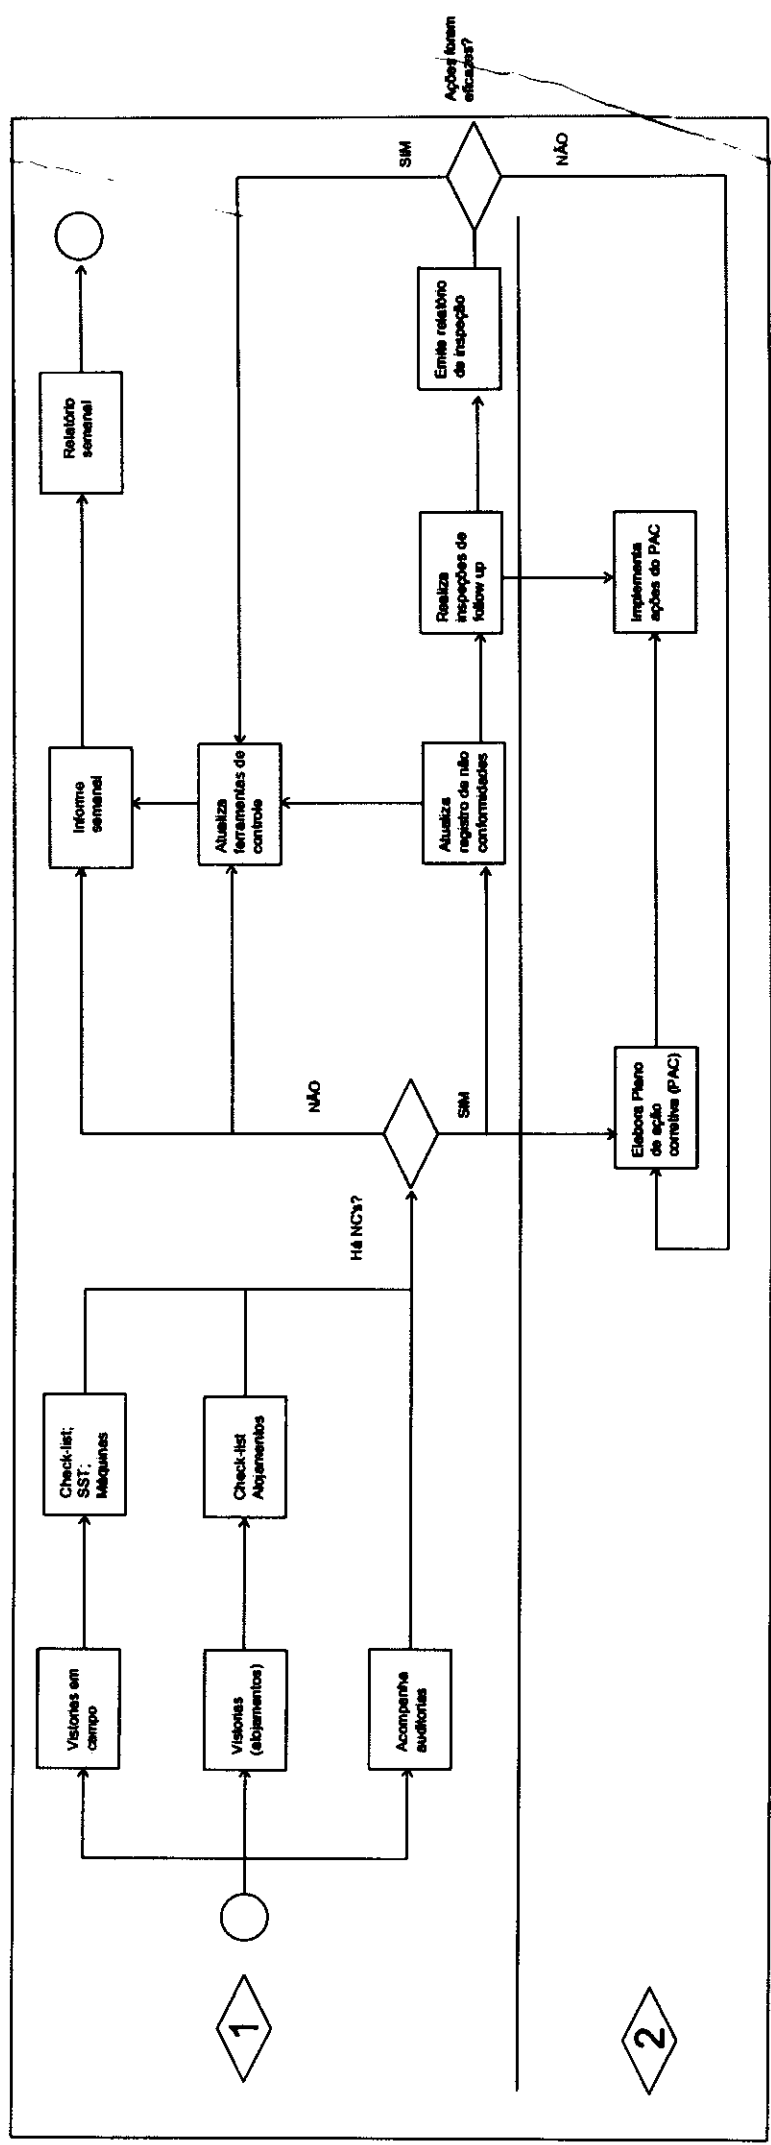 1
Vistorias em
campo
Vistorias
(alojamentos)
Acompanha
auditorias
Check-list;
SST;
Máquinas
Check-list
Alojamentos
Há NC's?
NÃO
SIM
Informe
semanal
Atualiza
ferramentas de
controle
Atualiza
registro de não
conformidades
Relatório
semanal
Realiza
inspeções de
follow up
Emite relatório
de inspeção
Ações foram
eficazes?
SIM
NÃO
2
Elabora Plano
de ação
corretiva (PAC)
Implementa
ações do PAC